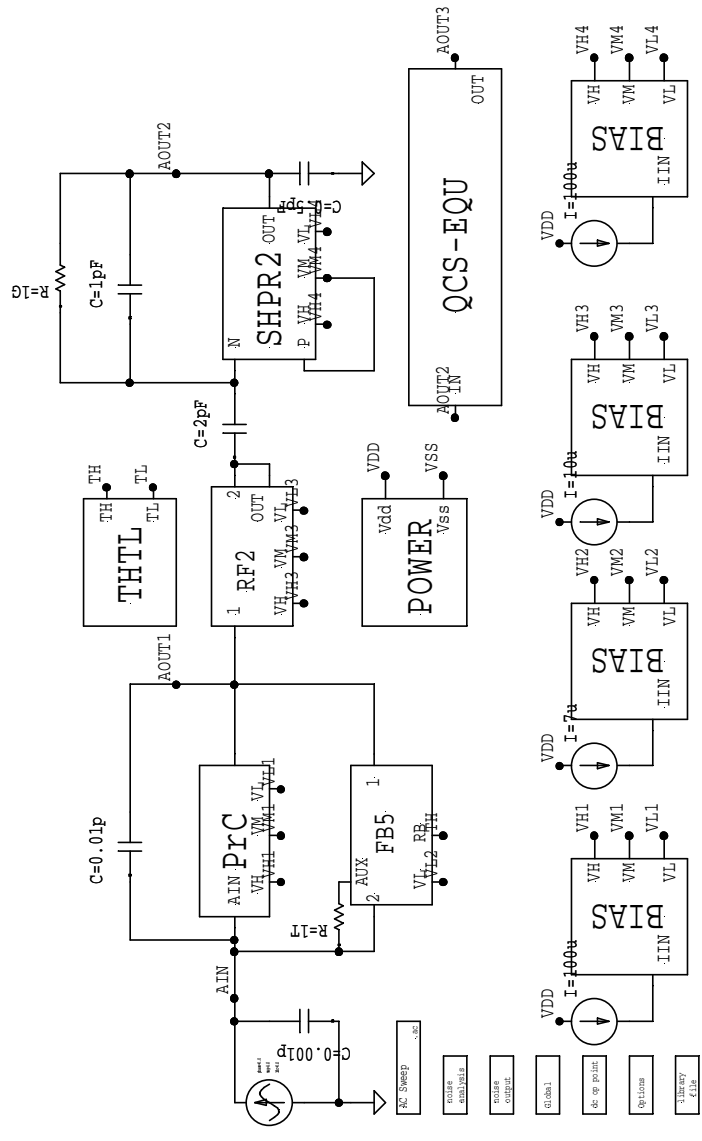 R=1G
C=1pF
C=0.01p
TH
TH
TL
TL
THTL
AOUT1
AOUT2
AIN
C=0.001p
AIN
PrC
VH
VM
VL
VH1
VM1
VL1
R=1T
AUX
2
1
FB5
VL
RB
VL2
TH
1
2
OUT
RF2
VH
VM
VL
VH3
VM3
VL3
C=2pF
N
P
OUT
SHPR2
VH
VM
VL
VH4
VM4
VL4
C=0.5pF
POWER
Vdd
Vss
VDD
VSS
AOUT2
IN
QCS-EQU
OUT
AOUT3
AC Sweep
.ac
noise
analysis
noise
output
Global
dc op point
Options
library
file
VDD
I=100u
IIN
BIAS
VH
VM
VL
VH1
VM1
VL1
VDD
I=7u
IIN
BIAS
VH
VM
VL
VH2
VM2
VL2
VDD
I=10u
IIN
BIAS
VH
VM
VL
VH3
VM3
VL3
VDD
I=100u
IIN
BIAS
VH
VM
VL
VH4
VM4
VL4